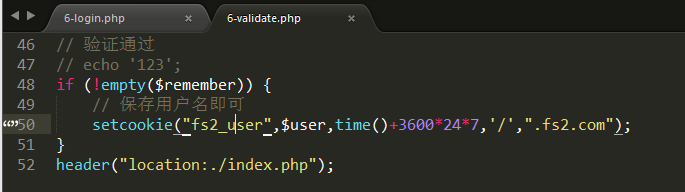 6-login.php × 6-validate.php ×
46 // 验证通过
47 // echo '123';
48 if (!empty($remember)) {
49 // 保存用户名即可
50 setcookie("fs2_user",$user,time()+3600*24*7,'/',".fs2.com");
51 }
52 header("location:./index.php");